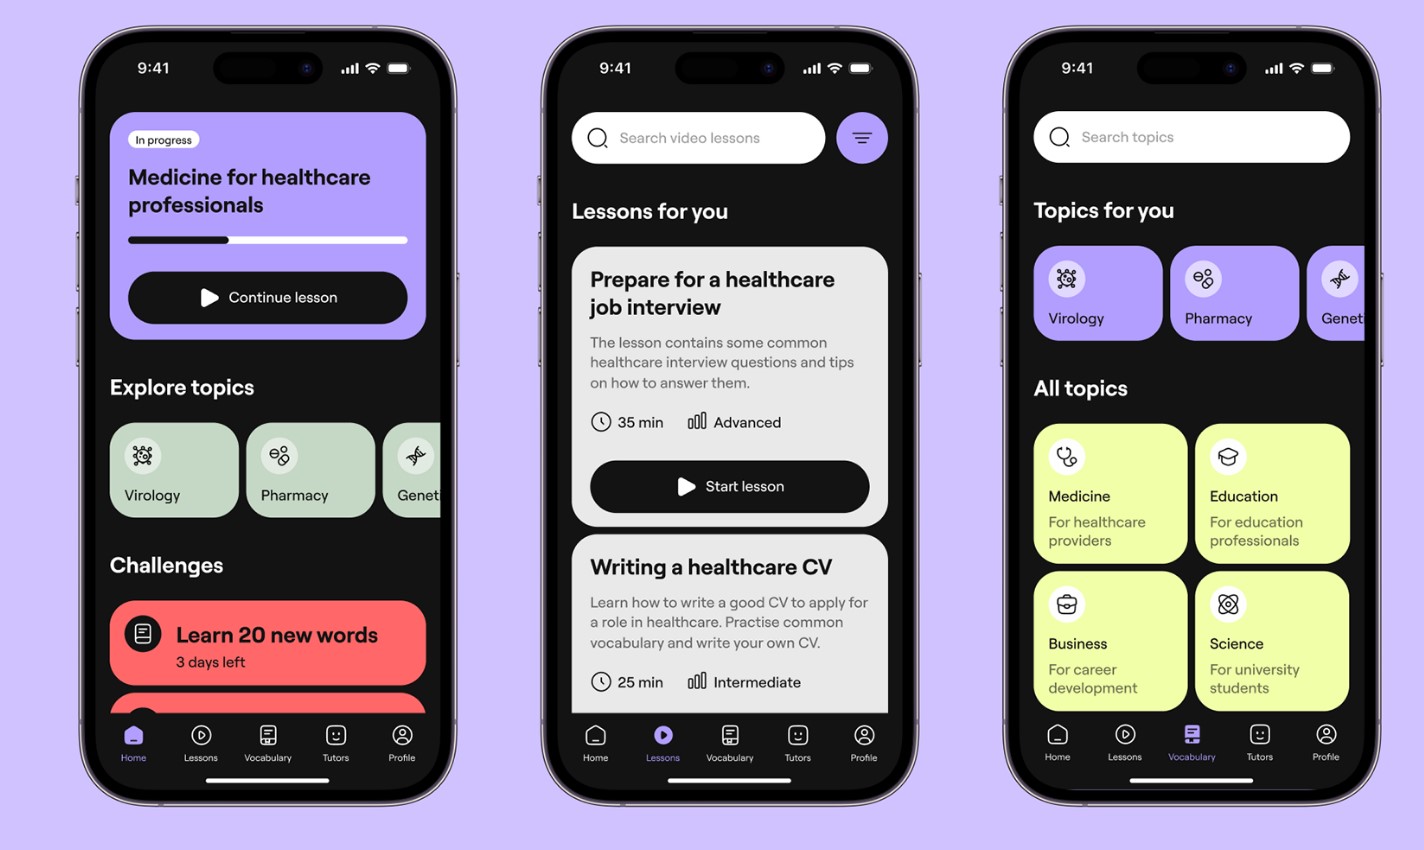 9:41
In progress
Medicine for healthcare
professionals
Continue lesson
Explore topics
Virology
Pharmacy
Genet
Challenges
Learn 20 new words
3 days left
Home
Lessons
Vocabulary
Tutors
Profile
9:41
Search video lessons
Lessons for you
Prepare for a healthcare
job interview
The lesson contains some common
healthcare interview questions and tips
on how to answer them.
35 min
Advanced
Start lesson
Writing a healthcare CV
Learn how to write a good CV to apply for
a role in healthcare. Practise common
vocabulary and write your own CV.
25 min
Intermediate
Home
Lessons
Vocabulary
Tutors
Profile
9:41
Search topics
Topics for you
Virology
Pharmacy
Geneti
All topics
Medicine
For healthcare
providers
Education
For education
professionals
Business
For career
development
Science
For university
students
Home
Lessons
Vocabulary
Tutors
Profile